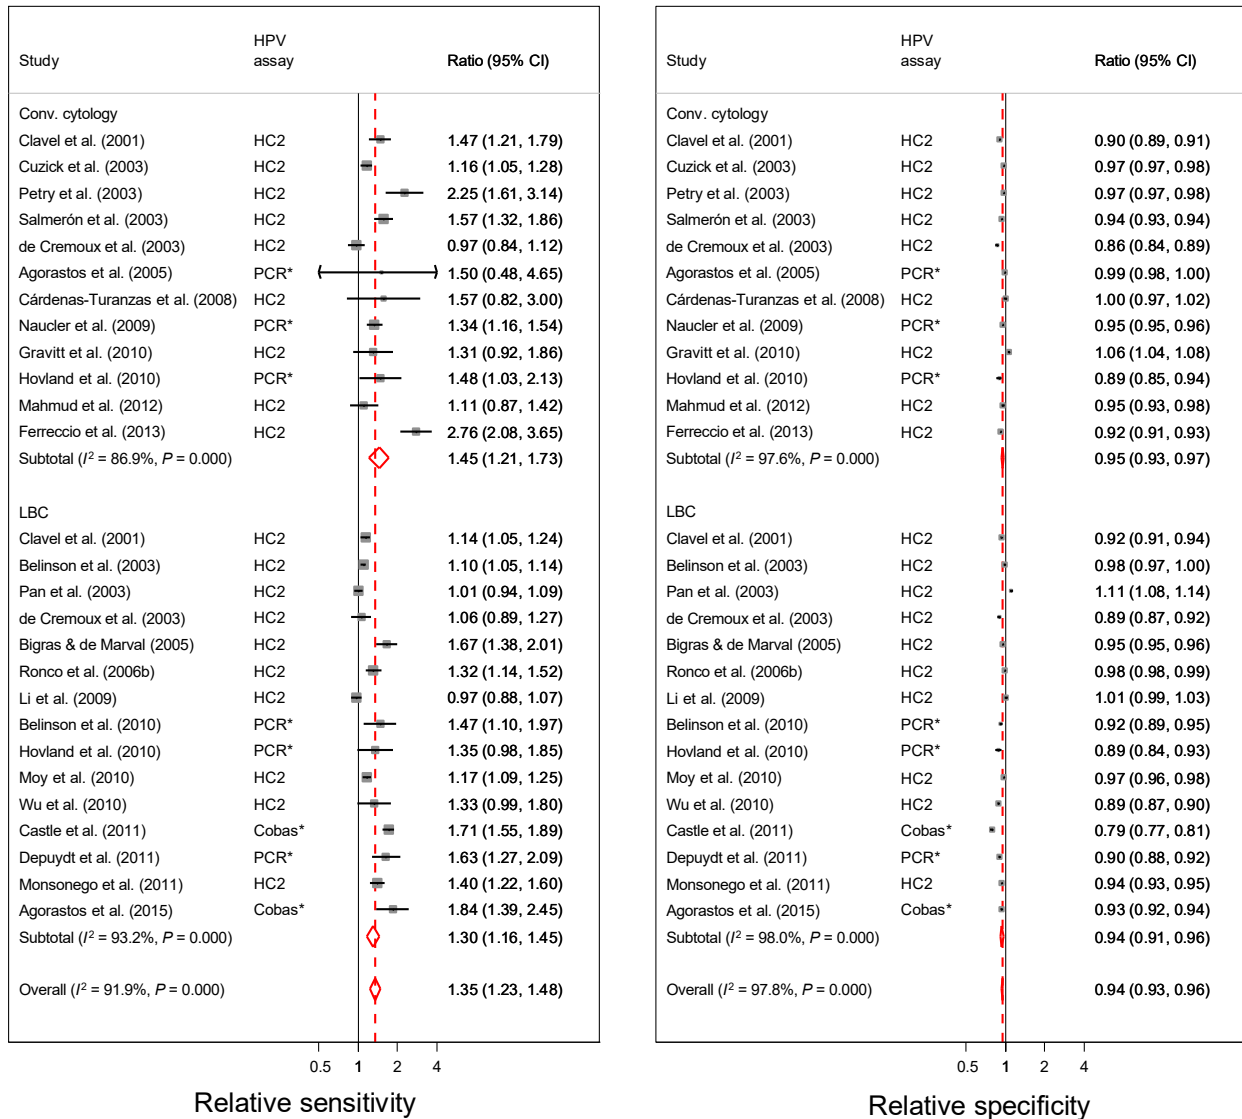 Study HPV assay Ratio (95% CI)
Conv. cytology
Clavel et al. (2001) HC2 1.47 (1.21, 1.79)
Cuzick et al. (2003) HC2 1.16 (1.05, 1.28)
Petry et al. (2003) HC2 2.25 (1.61, 3.14)
Salmerón et al. (2003) HC2 1.57 (1.32, 1.86)
de Cremoux et al. (2003) HC2 0.97 (0.84, 1.12)
Agorastos et al. (2005) PCR* 1.50 (0.48, 4.65)
Cárdenas-Turanzas et al. (2008) HC2 1.57 (0.82, 3.00)
Naucler et al. (2009) PCR* 1.34 (1.16, 1.54)
Gravitt et al. (2010) HC2 1.31 (0.92, 1.86)
Hovland et al. (2010) PCR* 1.48 (1.03, 2.13)
Mahmud et al. (2012) HC2 1.11 (0.87, 1.42)
Ferreccio et al. (2013) HC2 2.76 (2.08, 3.65)
Subtotal (I² = 86.9%, P = 0.000) 1.45 (1.21, 1.73)
LBC
Clavel et al. (2001) HC2 1.14 (1.05, 1.24)
Belinson et al. (2003) HC2 1.10 (1.05, 1.14)
Pan et al. (2003) HC2 1.01 (0.94, 1.09)
de Cremoux et al. (2003) HC2 1.06 (0.89, 1.27)
Bigras & de Marval (2005) HC2 1.67 (1.38, 2.01)
Ronco et al. (2006b) HC2 1.32 (1.14, 1.52)
Li et al. (2009) HC2 0.97 (0.88, 1.07)
Belinson et al. (2010) PCR* 1.47 (1.10, 1.97)
Hovland et al. (2010) PCR* 1.35 (0.98, 1.85)
Moy et al. (2010) HC2 1.17 (1.09, 1.25)
Wu et al. (2010) HC2 1.33 (0.99, 1.80)
Castle et al. (2011) Cobas* 1.71 (1.55, 1.89)
Depuydt et al. (2011) PCR* 1.63 (1.27, 2.09)
Monsonego et al. (2011) HC2 1.40 (1.22, 1.60)
Agorastos et al. (2015) Cobas* 1.84 (1.39, 2.45)
Subtotal (I² = 93.2%, P = 0.000) 1.30 (1.16, 1.45)
Overall (I² = 91.9%, P = 0.000) 1.35 (1.23, 1.48)
0.5 1 2 4
Relative sensitivity
Study HPV assay Ratio (95% CI)
Conv. cytology
Clavel et al. (2001) HC2 0.90 (0.89, 0.91)
Cuzick et al. (2003) HC2 0.97 (0.97, 0.98)
Petry et al. (2003) HC2 0.97 (0.97, 0.98)
Salmerón et al. (2003) HC2 0.94 (0.93, 0.94)
de Cremoux et al. (2003) HC2 0.86 (0.84, 0.89)
Agorastos et al. (2005) PCR* 0.99 (0.98, 1.00)
Cárdenas-Turanzas et al. (2008) HC2 1.00 (0.97, 1.02)
Naucler et al. (2009) PCR* 0.95 (0.95, 0.96)
Gravitt et al. (2010) HC2 1.06 (1.04, 1.08)
Hovland et al. (2010) PCR* 0.89 (0.85, 0.94)
Mahmud et al. (2012) HC2 0.95 (0.93, 0.98)
Ferreccio et al. (2013) HC2 0.92 (0.91, 0.93)
Subtotal (I² = 97.6%, P = 0.000) 0.95 (0.93, 0.97)
LBC
Clavel et al. (2001) HC2 0.92 (0.91, 0.94)
Belinson et al. (2003) HC2 0.98 (0.97, 1.00)
Pan et al. (2003) HC2 1.11 (1.08, 1.14)
de Cremoux et al. (2003) HC2 0.89 (0.87, 0.92)
Bigras & de Marval (2005) HC2 0.95 (0.95, 0.96)
Ronco et al. (2006b) HC2 0.98 (0.98, 0.99)
Li et al. (2009) HC2 1.01 (0.99, 1.03)
Belinson et al. (2010) PCR* 0.92 (0.89, 0.95)
Hovland et al. (2010) PCR* 0.89 (0.84, 0.93)
Moy et al. (2010) HC2 0.97 (0.96, 0.98)
Wu et al. (2010) HC2 0.89 (0.87, 0.90)
Castle et al. (2011) Cobas* 0.79 (0.77, 0.81)
Depuydt et al. (2011) PCR* 0.90 (0.88, 0.92)
Monsonego et al. (2011) HC2 0.94 (0.93, 0.95)
Agorastos et al. (2015) Cobas* 0.93 (0.92, 0.94)
Subtotal (I² = 98.0%, P = 0.000) 0.94 (0.91, 0.96)
Overall (I² = 97.8%, P = 0.000) 0.94 (0.93, 0.96)
0.5 1 2 4
Relative specificity